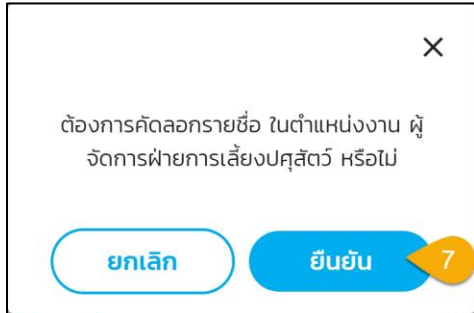 ×
ต้องการคัดลอกรายชื่อ ในตำแหน่งงาน ผู้
จัดการฝ่ายการเลี้ยงปศุสัตว์ หรือไม่
ยกเลิก
ยืนยัน
7